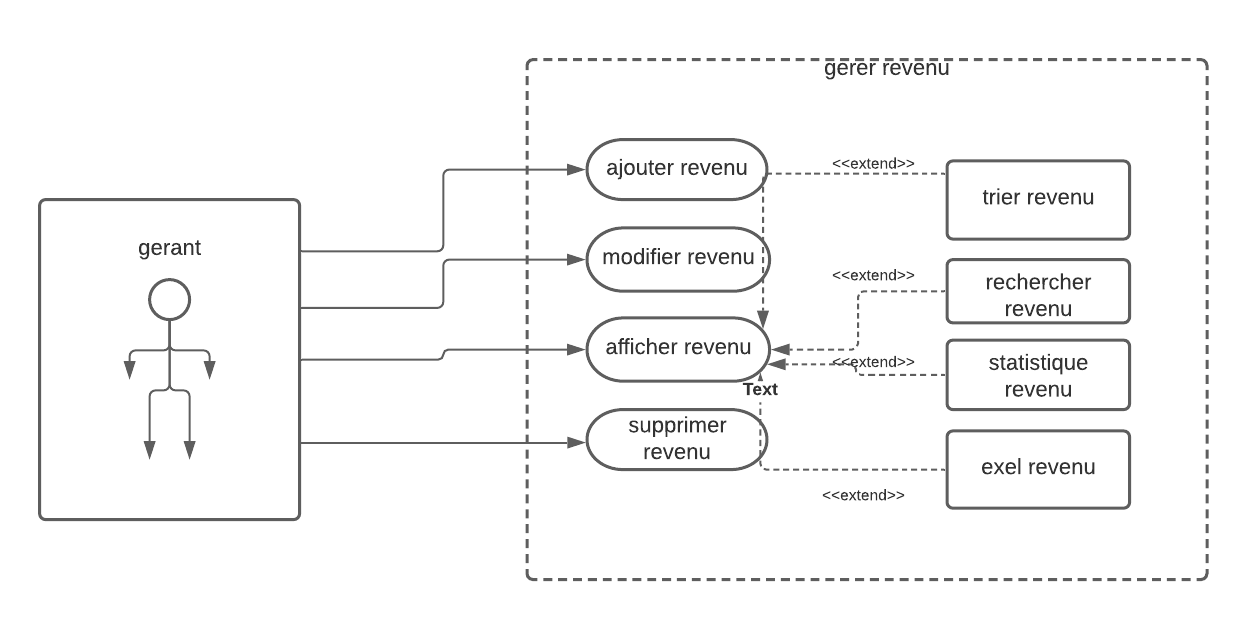 gerer revenu
gerant
ajouter revenu
<<extend>>
trier revenu
modifier revenu
<<extend>>
rechercher
revenu
afficher revenu
<<extend>>
statistique
revenu
Text
supprimer
revenu
exel revenu
<<extend>>